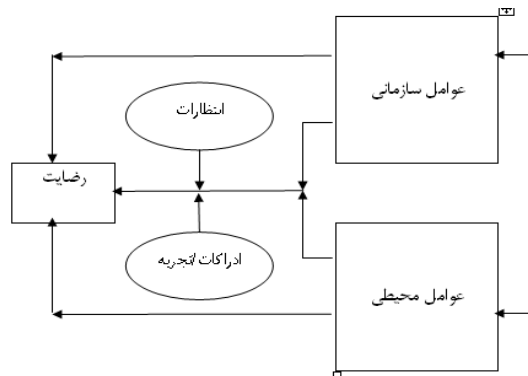 عوامل سازمانی
انتظارات
رضایت
ادراکات/تجربه
عوامل محیطی